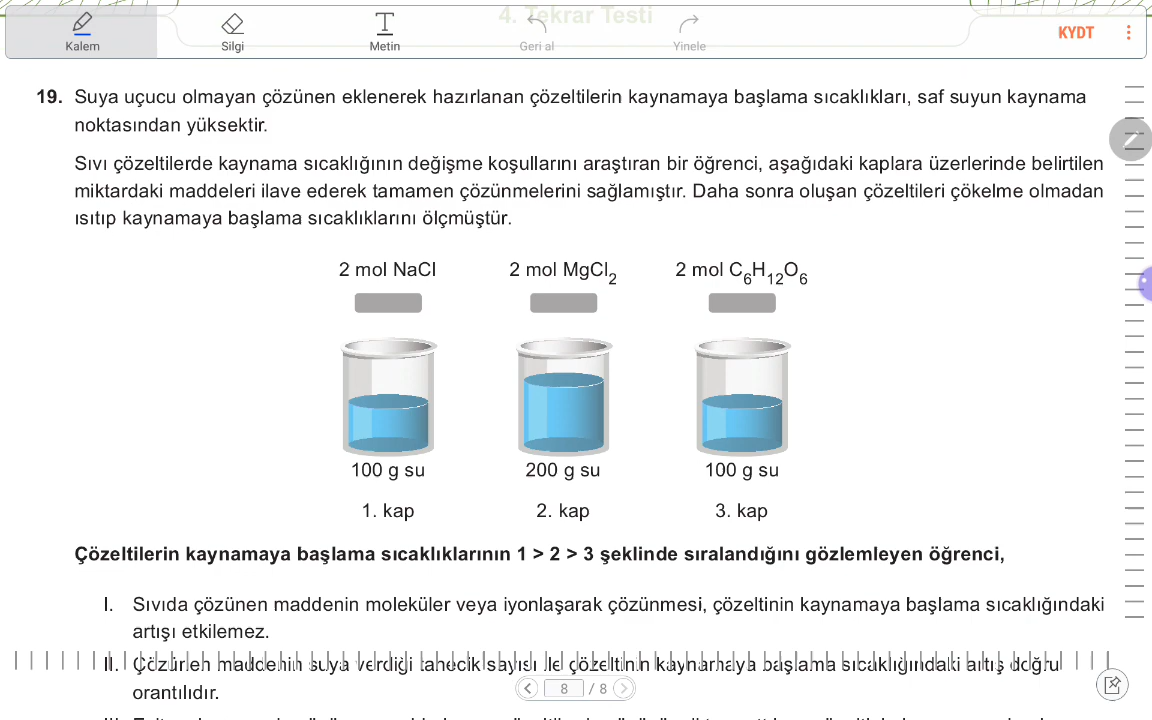 4. Tekrar Testi
Kalem
Silgi
Metin
Geri al
Yinele
KYDT
19. Suya uçucu olmayan çözünen eklenerek hazırlanan çözeltilerin kaynamaya başlama sıcaklıkları, saf suyun kaynama
noktasından yüksektir.
Sıvı çözeltilerde kaynama sıcaklığının değişme koşullarını araştıran bir öğrenci, aşağıdaki kaplara üzerlerinde belirtilen
miktardaki maddeleri ilave ederek tamamen çözünmelerini sağlamıştır. Daha sonra oluşan çözeltileri çökelme olmadan
ısıtıp kaynamaya başlama sıcaklıklarını ölçmüştür.
2 mol NaCl 2 mol MgCl2 2 mol C6H12O6
100 g su 200 g su 100 g su
1. kap 2. kap 3. kap
Çözeltilerin kaynamaya başlama sıcaklıklarının 1 > 2 > 3 şeklinde sıralandığını gözlemleyen öğrenci,
I. Sıvıda çözünen maddenin moleküler veya iyonlaşarak çözünmesi, çözeltinin kaynamaya başlama sıcaklığındaki
artışı etkilemez.
II. Çözünen maddenin suya verdiği tanecik sayısı ile çözeltinin kaynamaya başlama sıcaklığındaki artış doğru
orantılıdır.
8 / 8